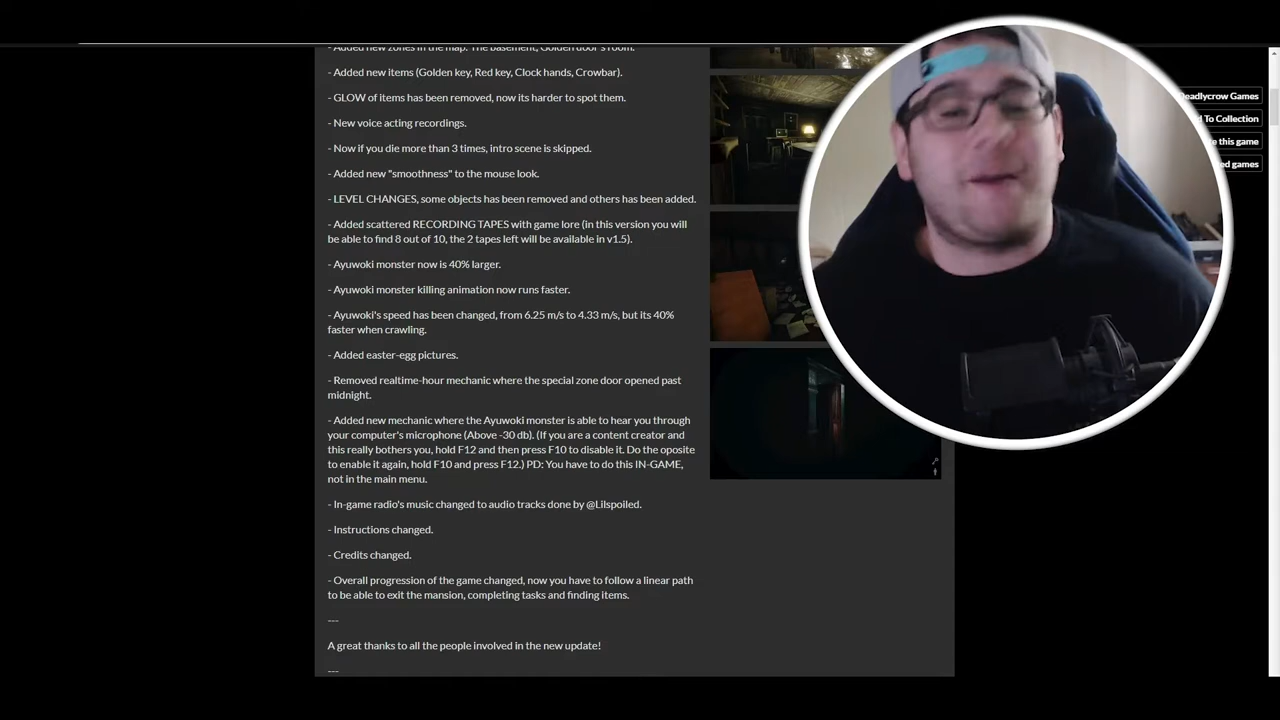 - Added new zones in the map. The basement, Golden door's room.
- Added new items (Golden key, Red key, Clock hands, Crowbar).
- GLOW of items has been removed, now its harder to spot them.
- New voice acting recordings.
- Now if you die more than 3 times, intro scene is skipped.
- Added new "smoothness" to the mouse look.
- LEVEL CHANGES, some objects has been removed and others has been added.
- Added scattered RECORDING TAPES with game lore (in this version you will
be able to find 8 out of 10, the 2 tapes left will be available in v1.5).
- Ayuwoki monster now is 40% larger.
- Ayuwoki monster killing animation now runs faster.
- Ayuwoki's speed has been changed, from 6.25 m/s to 4.33 m/s, but its 40%
faster when crawling.
- Added easter-egg pictures.
- Removed realtime-hour mechanic where the special zone door opened past
midnight.
- Added new mechanic where the Ayuwoki monster is able to hear you through
your computer's microphone (Above -30 db). (If you are a content creator and
this really bothers you, hold F12 and then press F10 to disable it. Do the oposite
to enable it again, hold F10 and press F12.) PD: You have to do this IN-GAME,
not in the main menu.
- In-game radio's music changed to audio tracks done by @Lilspoiled.
- Instructions changed.
- Credits changed.
- Overall progression of the game changed, now you have to follow a linear path
to be able to exit the mansion, completing tasks and finding items.
---
A great thanks to all the people involved in the new update!
---
Deadlycrow Games
To Collection
this game
games